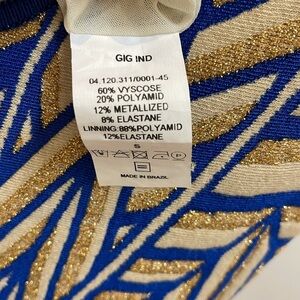 GIG IND
04.120.311/0001-45
60% VYSCOSE
20% POLYAMID
12% METALLIZED
8% ELASTANE
LINNING:88%POLYAMID
12%ELASTANE
S
MADE IN BRAZIL